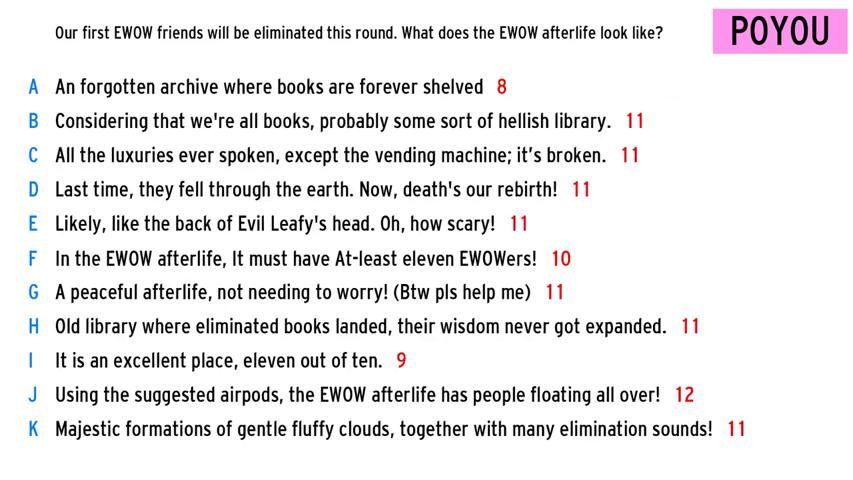 Our first EWOW friends will be eliminated this round. What does the EWOW afterlife look like?
POYOU
A An forgotten archive where books are forever shelved 8
B Considering that we're all books, probably some sort of hellish library. 11
C All the luxuries ever spoken, except the vending machine; it’s broken. 11
D Last time, they fell through the earth. Now, death's our rebirth! 11
E Likely, like the back of Evil Leafy's head. Oh, how scary! 11
F In the EWOW afterlife, It must have At-least eleven EWOWers! 10
G A peaceful afterlife, not needing to worry! (Btw pls help me) 11
H Old library where eliminated books landed, their wisdom never got expanded. 11
I It is an excellent place, eleven out of ten. 9
J Using the suggested airpods, the EWOW afterlife has people floating all over! 12
K Majestic formations of gentle fluffy clouds, together with many elimination sounds! 11